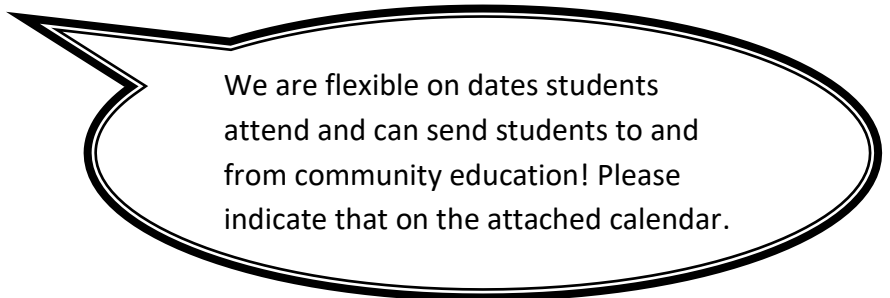 We are flexible on dates students
attend and can send students to and
from community education! Please
indicate that on the attached calendar.